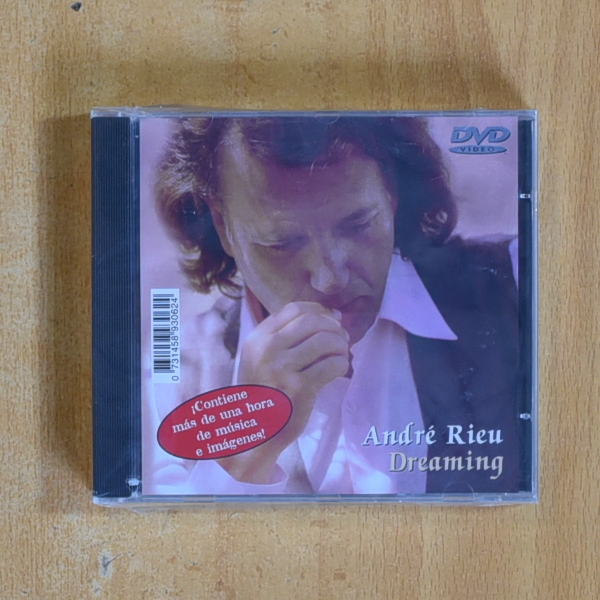 DVD
VIDEO
0 731458 930624
¡Contiene
más de una hora
de música
e imágenes!
André Rieu
Dreaming